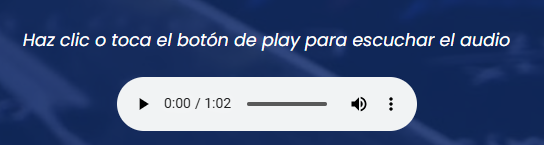 Haz clic o toca el botón de play para escuchar el audio
0:00 / 1:02